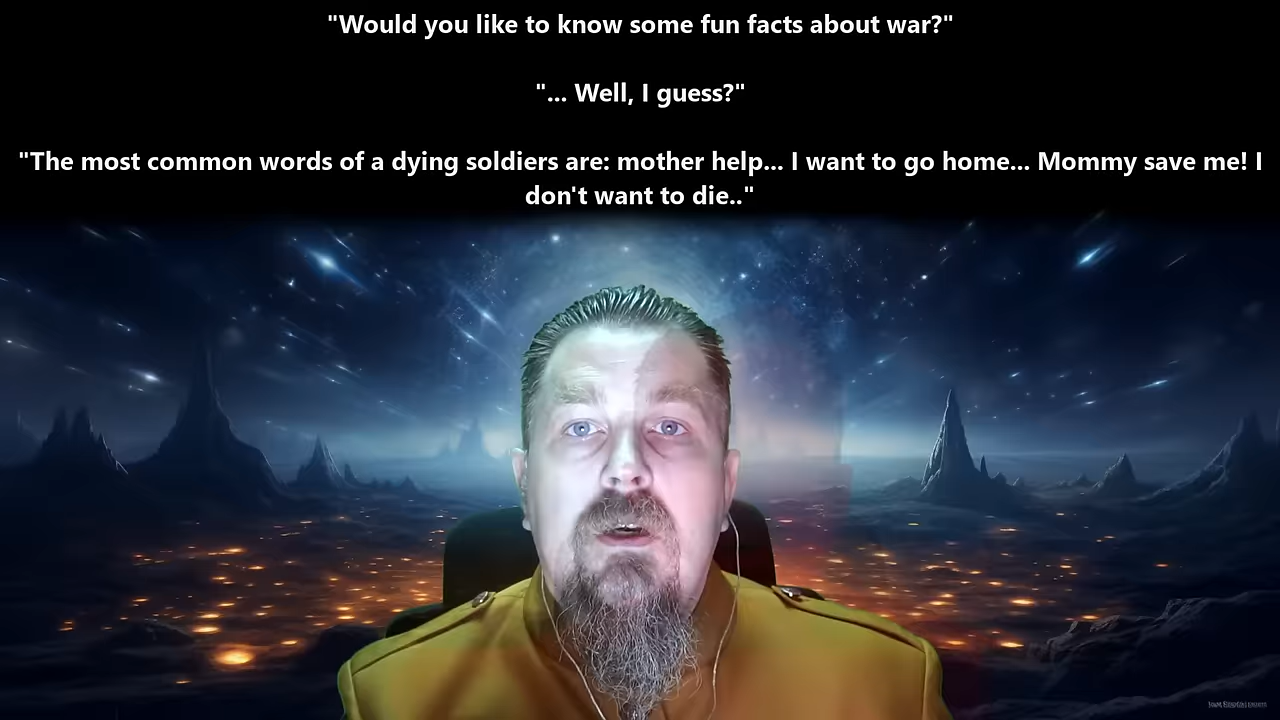 "Would you like to know some fun facts about war?"
"... Well, I guess?"
"The most common words of a dying soldiers are: mother help... I want to go home... Mommy save me! I
don't want to die.."